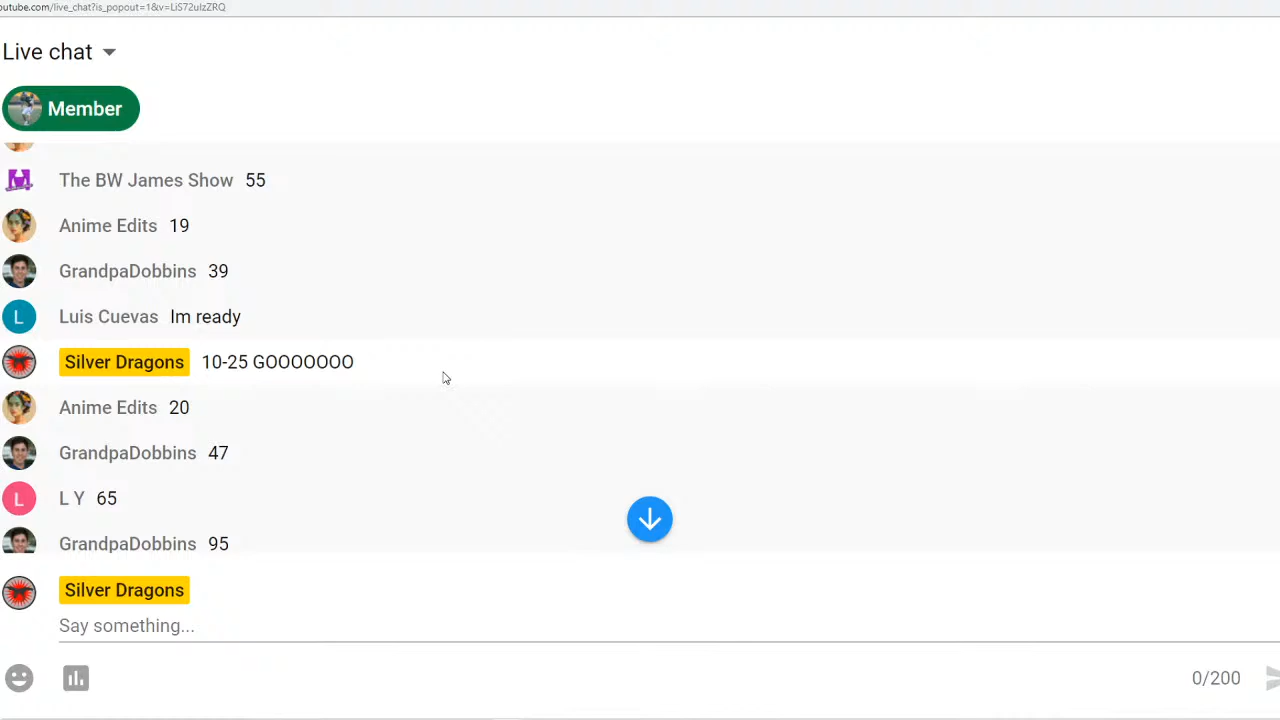 outube.com/live_chat?is_popout=1&v=LiS72uIzZRQ
Live chat
Member
The BW James Show 55
Anime Edits 19
GrandpaDobbins 39
L Luis Cuevas Im ready
Silver Dragons 10-25 GOOOOOOO
Anime Edits 20
GrandpaDobbins 47
L L Y 65
GrandpaDobbins 95
Silver Dragons
Say something...
0/200